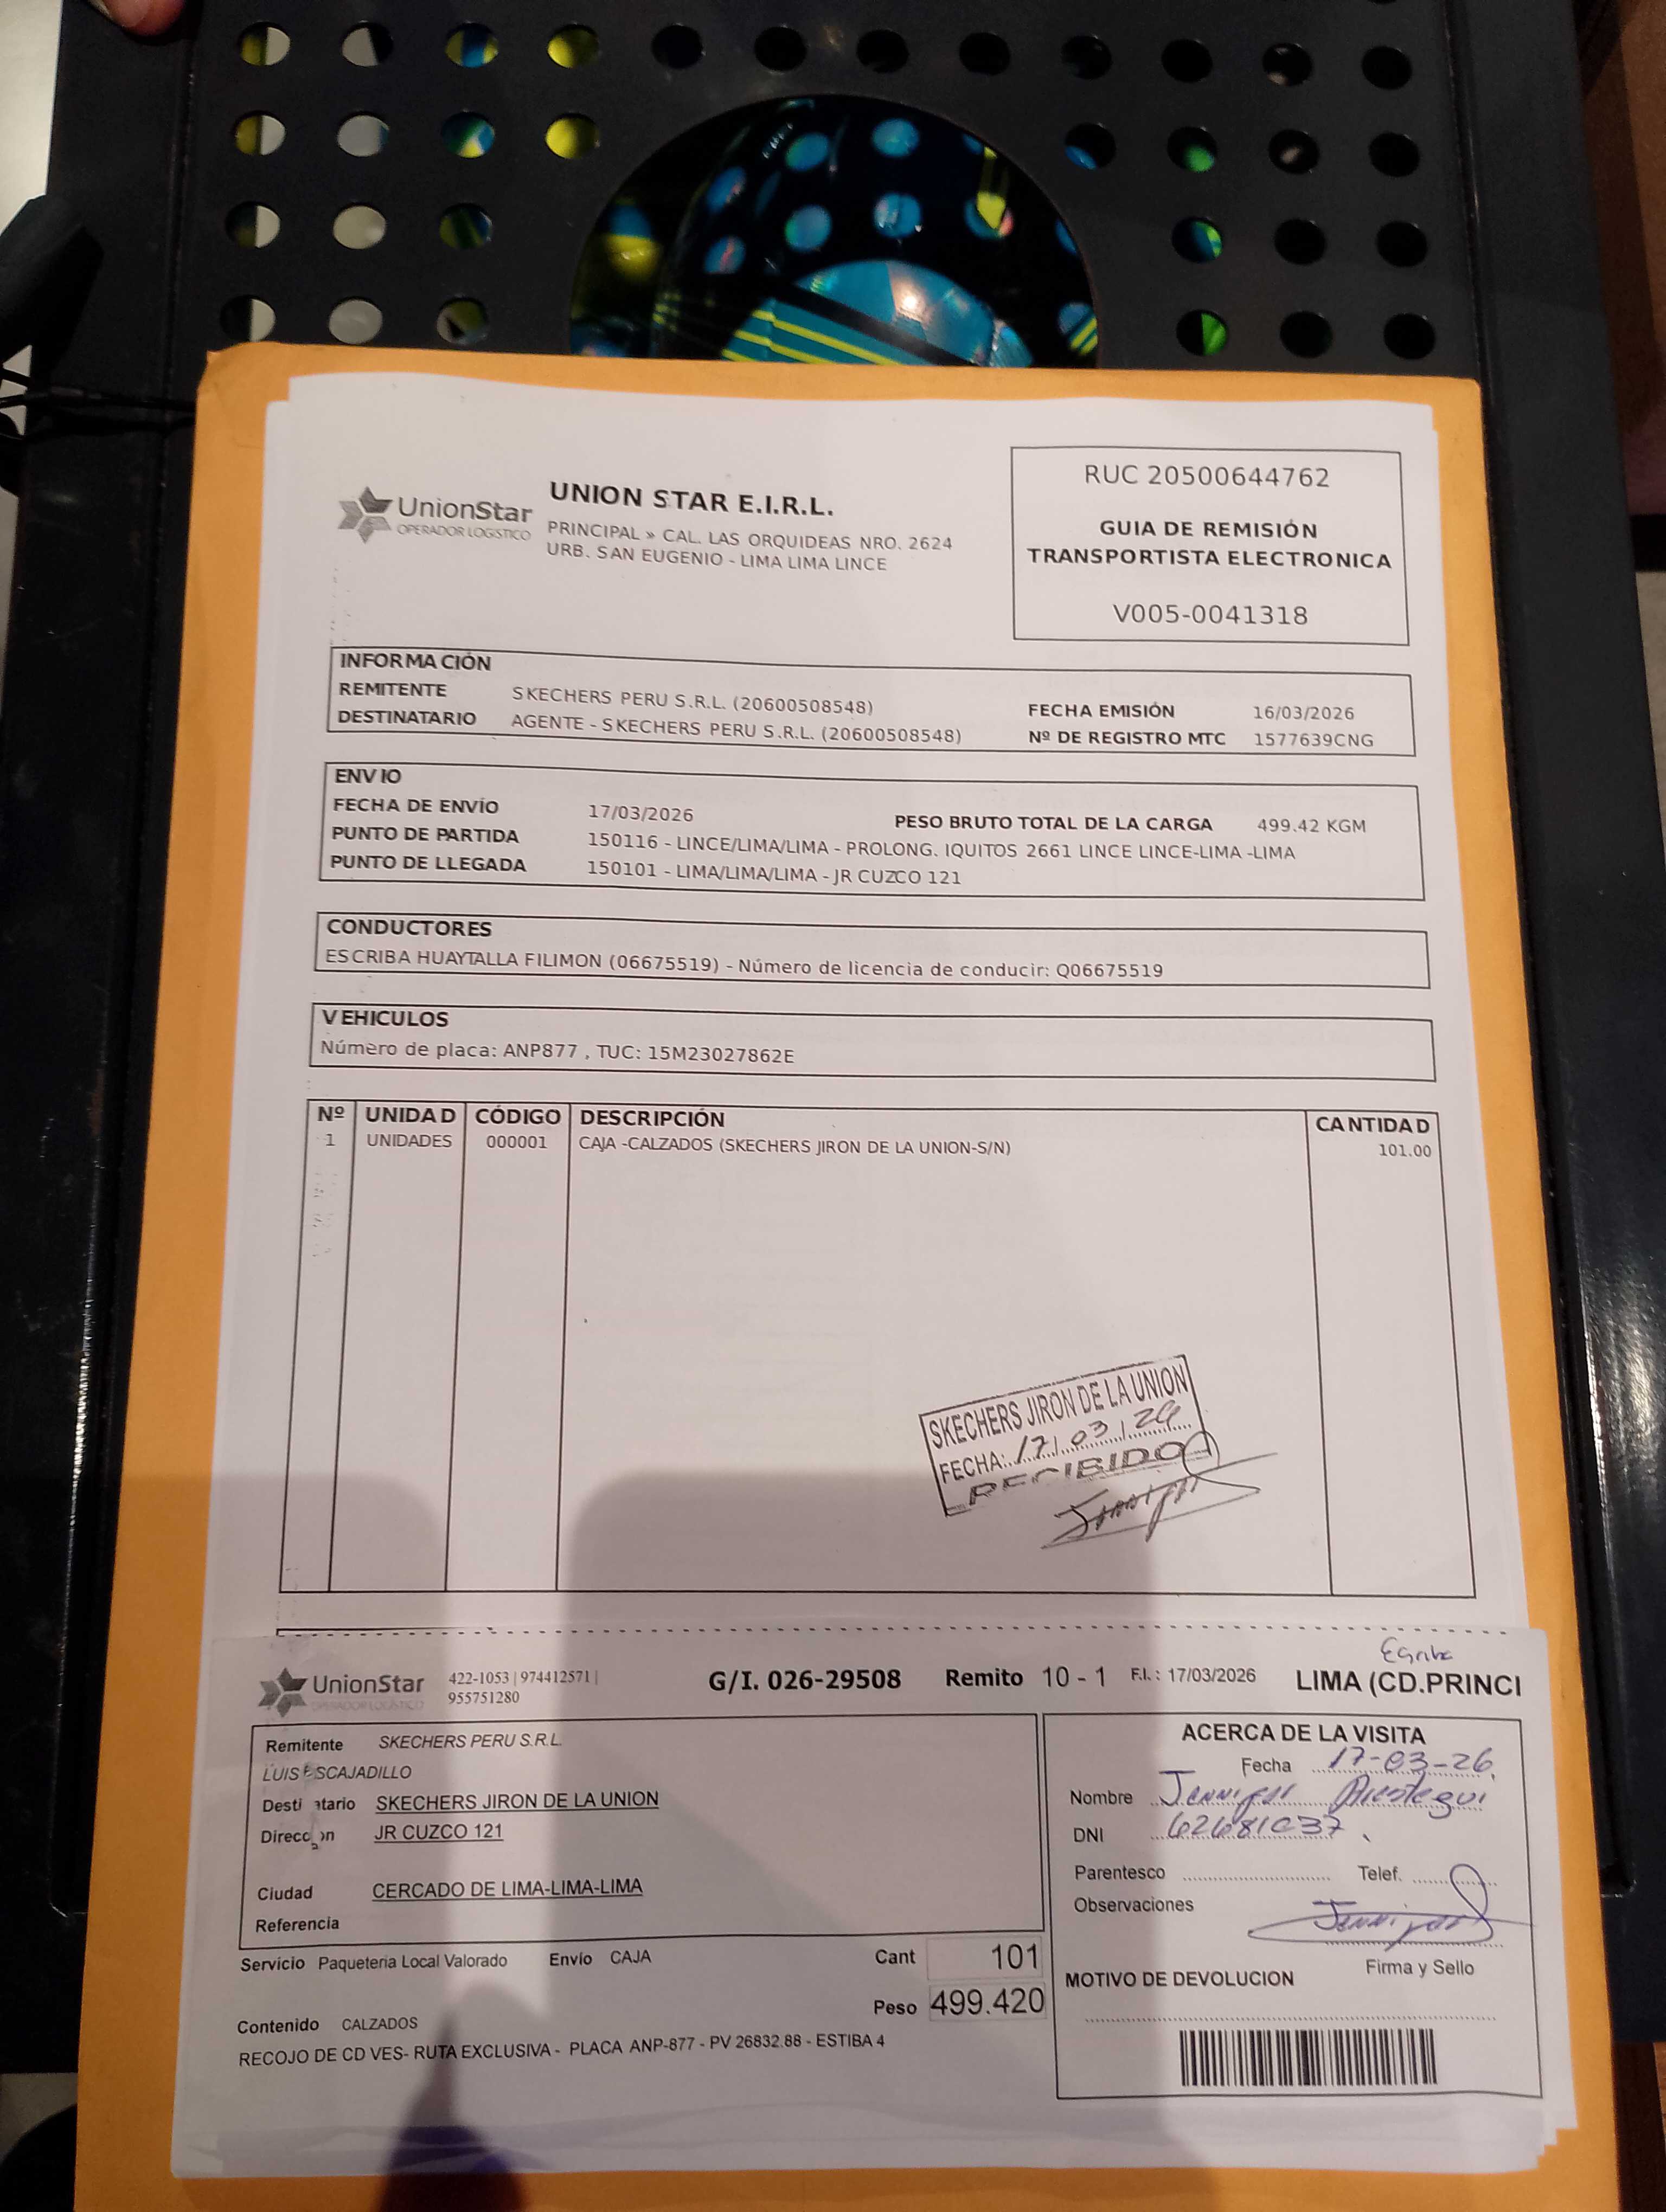 UnionStar
OPERADOR LOGISTICO
UNION STAR E.I.R.L.
PRINCIPAL » CAL. LAS ORQUIDEAS NRO. 2624
URB. SAN EUGENIO - LIMA LIMA LINCE
RUC 20500644762
GUIA DE REMISIÓN
TRANSPORTISTA ELECTRONICA
V005-0041318
INFORMACIÓN
REMITENTE SKECHERS PERU S.R.L. (20600508548)
DESTINATARIO AGENTE - SKECHERS PERU S.R.L. (20600508548)
FECHA EMISIÓN 16/03/2026
Nº DE REGISTRO MTC 1577639CNG
ENVIO
FECHA DE ENVÍO 17/03/2026 PESO BRUTO TOTAL DE LA CARGA 499.42 KGM
PUNTO DE PARTIDA 150116 - LINCE/LIMA/LIMA - PROLONG. IQUITOS 2661 LINCE LINCE-LIMA -LIMA
PUNTO DE LLEGADA 150101 - LIMA/LIMA/LIMA - JR CUZCO 121
CONDUCTORES
ESCRIBA HUAYTALLA FILIMON (06675519) - Número de licencia de conducir: Q06675519
VEHICULOS
Número de placa: ANP877 , TUC: 15M23027862E
Nº UNIDAD CÓDIGO DESCRIPCIÓN CANTIDAD
1 UNIDADES 000001 CAJA -CALZADOS (SKECHERS JIRON DE LA UNION-S/N) 101.00
SKECHERS JIRON DE LA UNION
FECHA: 17/03/26
RECIBIDO
Jennifer
UnionStar
OPERADOR LOGÍSTICO
422-1053 | 974412571 |
955751280
G/I. 026-29508 Remito 10 - 1 F.I. : 17/03/2026
LIMA (CD.PRINCI
Remitente SKECHERS PERU S.R.L.
LUIS ESCAJADILLO
Destinatario SKECHERS JIRON DE LA UNION
Dirección JR CUZCO 121
Ciudad CERCADO DE LIMA-LIMA-LIMA
Referencia
Servicio Paqueteria Local Valorado Envío CAJA Cant 101
Peso 499.420
Contenido CALZADOS
RECOJO DE CD VES- RUTA EXCLUSIVA - PLACA ANP-877 - PV 26832.88 - ESTIBA 4
ACERCA DE LA VISITA
Fecha 17-03-26
Nombre Jennifer Arostegui
DNI 62681037
Parentesco Telef.
Observaciones
Jennifer
Firma y Sello
MOTIVO DE DEVOLUCION